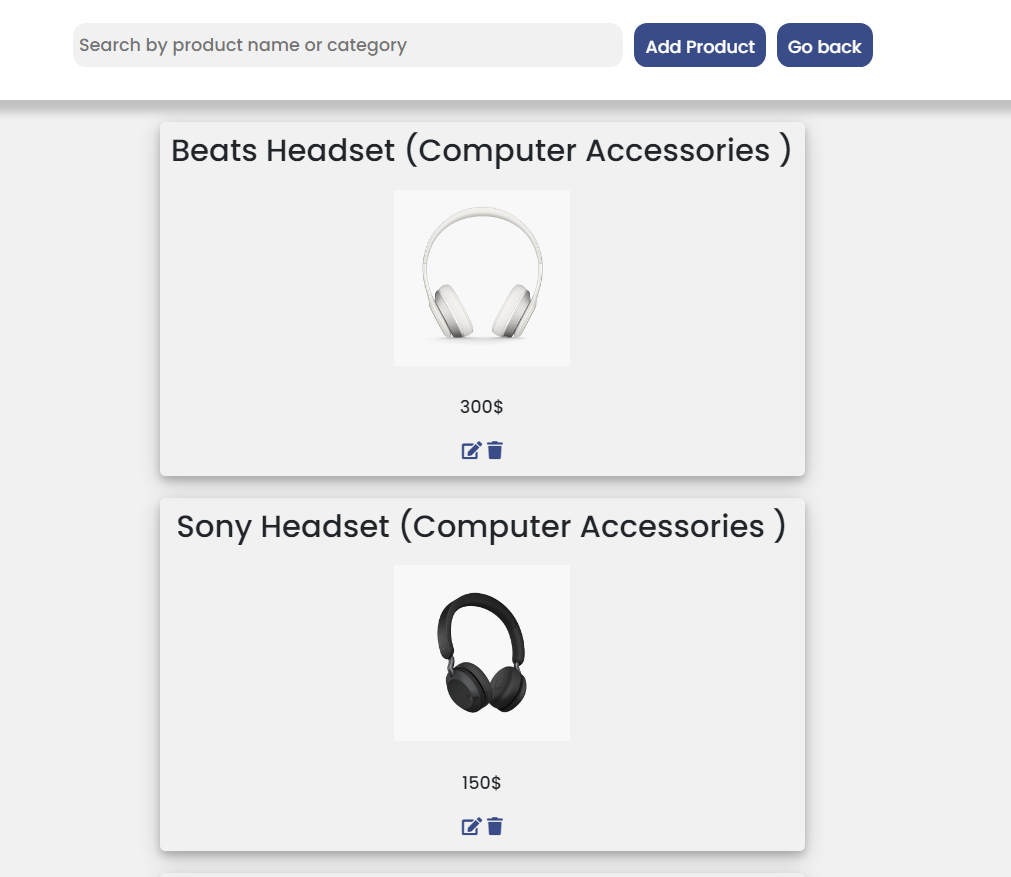 Search by product name or category
Add Product
Go back
Beats Headset (Computer Accessories )
300$
Sony Headset (Computer Accessories )
150$